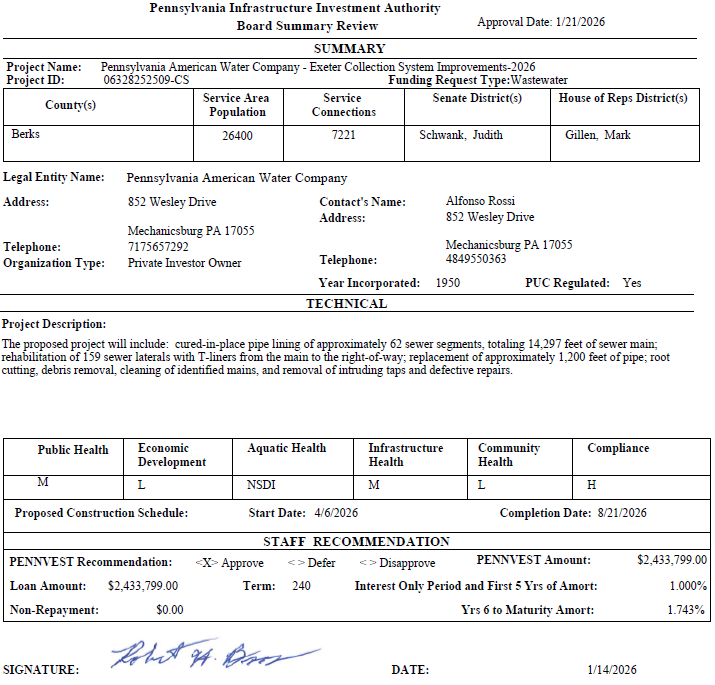 Pennsylvania Infrastructure Investment Authority
Board Summary Review
Approval Date: 1/21/2026
SUMMARY
Project Name: Pennsylvania American Water Company - Exeter Collection System Improvements-2026
Project ID: 06328252509-CS Funding Request Type:Wastewater
County(s) Service Area Population Service Connections Senate District(s) House of Reps District(s)
Berks 26400 7221 Schwank, Judith Gillen, Mark
Legal Entity Name: Pennsylvania American Water Company
Address: 852 Wesley Drive Contact's Name: Alfonso Rossi
Address: 852 Wesley Drive
Mechanicsburg PA 17055 Mechanicsburg PA 17055
Telephone: 7175657292
Organization Type: Private Investor Owner Telephone: 4849550363
Year Incorporated: 1950 PUC Regulated: Yes
TECHNICAL
Project Description:
The proposed project will include: cured-in-place pipe lining of approximately 62 sewer segments, totaling 14,297 feet of sewer main;
rehabilitation of 159 sewer laterals with T-liners from the main to the right-of-way; replacement of approximately 1,200 feet of pipe; root
cutting, debris removal, cleaning of identified mains, and removal of intruding taps and defective repairs.
Public Health Economic Development Aquatic Health Infrastructure Health Community Health Compliance
M L NSDI M L H
Proposed Construction Schedule: Start Date: 4/6/2026 Completion Date: 8/21/2026
STAFF RECOMMENDATION
PENNVEST Recommendation: <X> Approve < > Defer < > Disapprove PENNVEST Amount: $2,433,799.00
Loan Amount: $2,433,799.00 Term: 240 Interest Only Period and First 5 Yrs of Amort: 1.000%
Non-Repayment: $0.00 Yrs 6 to Maturity Amort: 1.743%
SIGNATURE: DATE: 1/14/2026